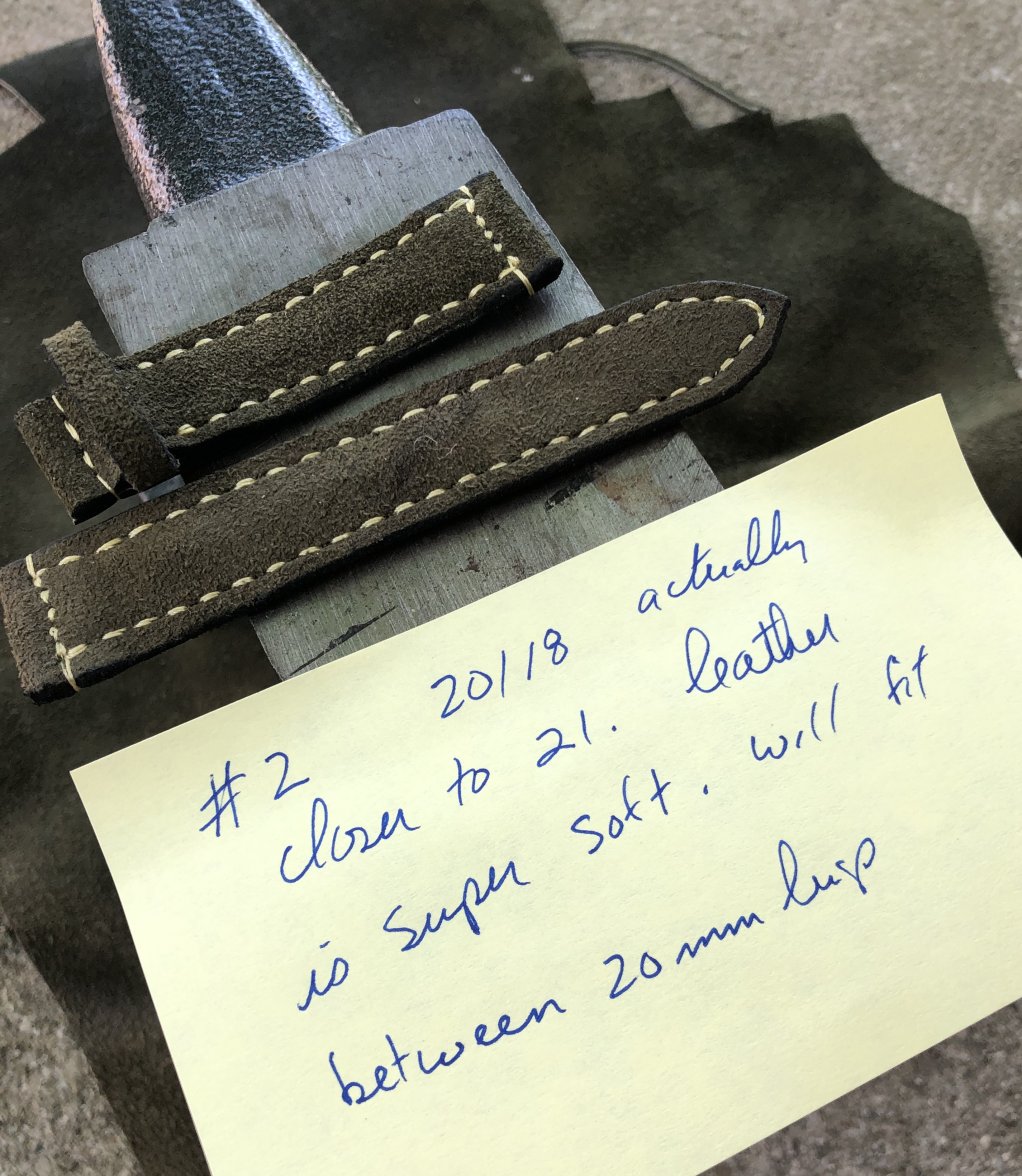 #2 20/18 actually
closer to 21. leather
is super soft. will fit
between 20mm lugs